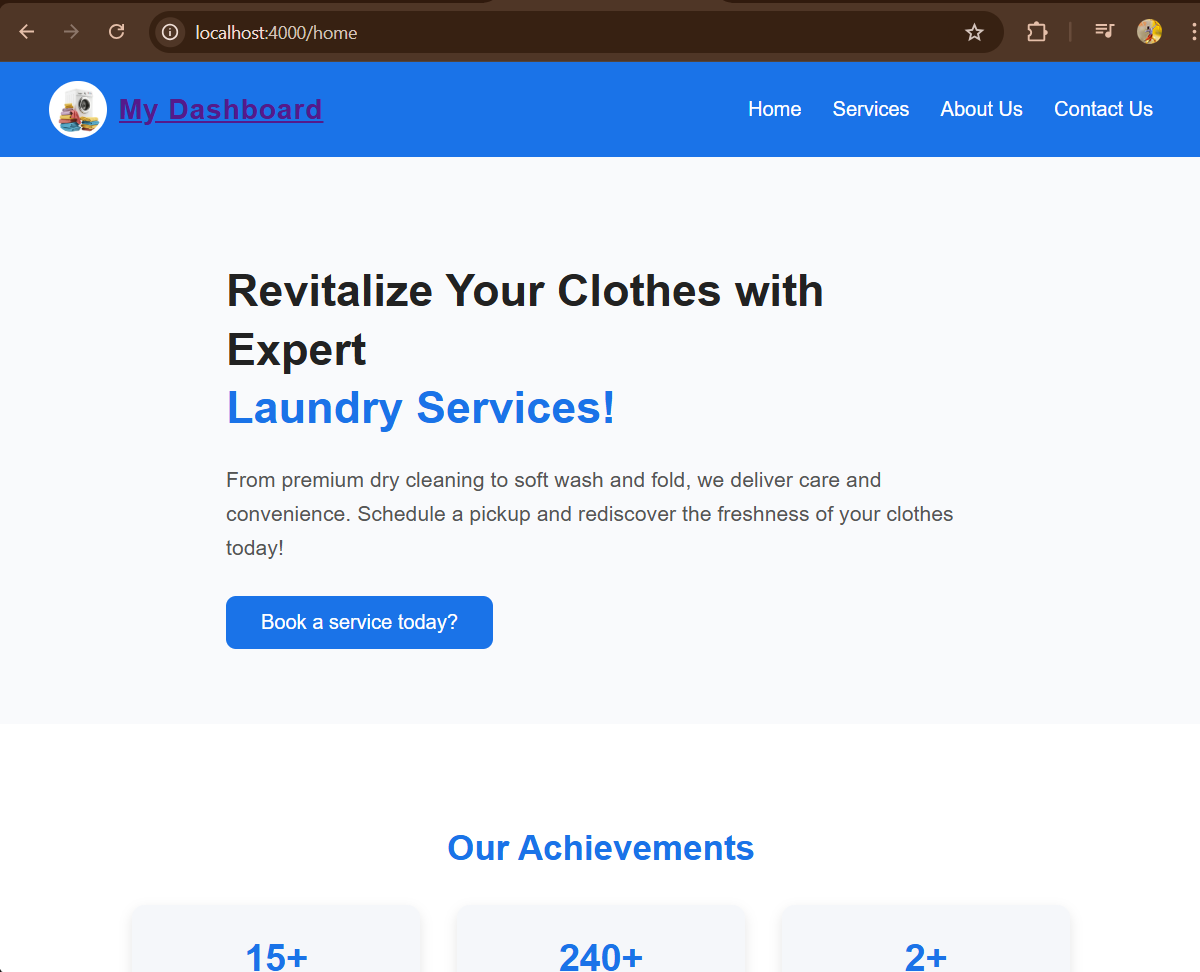 localhost:4000/home
My Dashboard
Home Services About Us Contact Us
Revitalize Your Clothes with
Expert
Laundry Services!
From premium dry cleaning to soft wash and fold, we deliver care and
convenience. Schedule a pickup and rediscover the freshness of your clothes
today!
Book a service today?
Our Achievements
15+ 240+ 2+